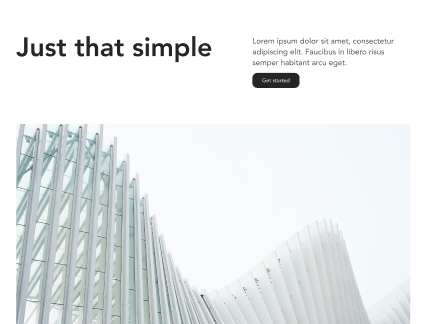 Just that simple
Lorem ipsum dolor sit amet, consectetur
adipiscing elit. Faucibus in libero risus
semper habitant arcu eget.
Get started